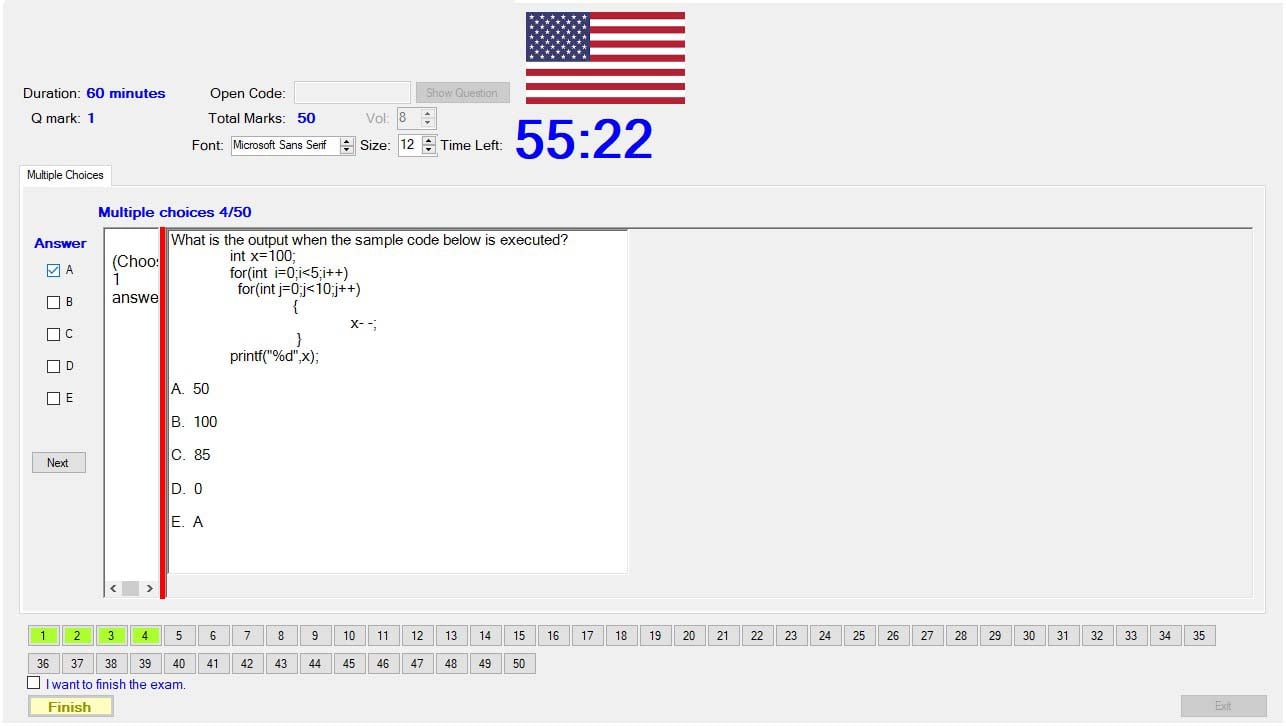 Duration: 60 minutes
Open Code:
Show Question
Q mark: 1
Total Marks: 50
Vol: 8
Font: Microsoft Sans Serif
Size: 12
Time Left: 55:22
Multiple Choices
Multiple choices 4/50
Answer
A
B
C
D
E
Next
(Choos
1
answe
What is the output when the sample code below is executed?
int x=100;
for(int i=0;i<5;i++)
for(int j=0;j<10;j++)
{
x- -;
}
printf("%d",x);
A. 50
B. 100
C. 85
D. 0
E. A
1 2 3 4 5 6 7 8 9 10 11 12 13 14 15 16 17 18 19 20 21 22 23 24 25 26 27 28 29 30 31 32 33 34 35
36 37 38 39 40 41 42 43 44 45 46 47 48 49 50
I want to finish the exam.
Finish
Exit